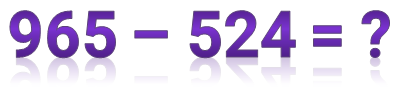 965 − 524 = ?